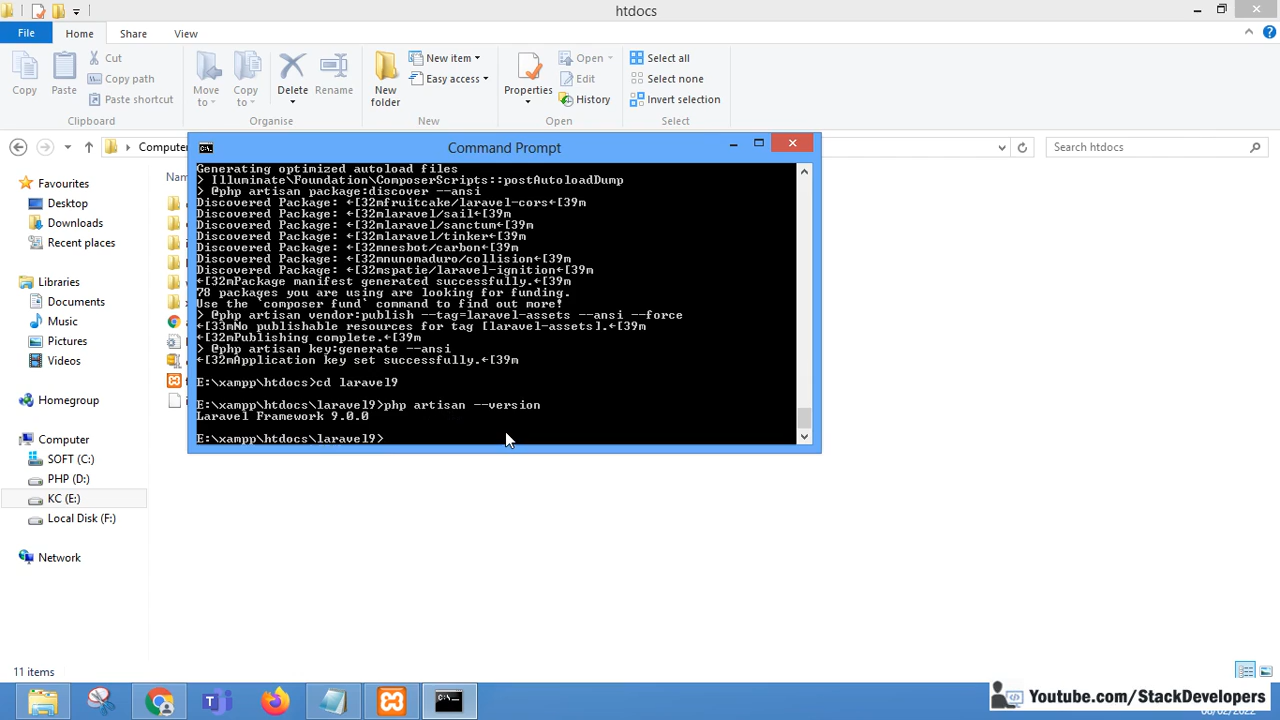 htdocs
File
Home
Share
View
Copy
Paste
Cut
Copy path
Paste shortcut
Clipboard
Move to
Copy to
Delete
Rename
Organise
New folder
New item
Easy access
New
Properties
Open
Edit
History
Open
Select all
Select none
Invert selection
Select
Computer
Search htdocs
Favourites
Desktop
Downloads
Recent places
Libraries
Documents
Music
Pictures
Videos
Homegroup
Computer
SOFT (C:)
PHP (D:)
KC (E:)
Local Disk (F:)
Network
Command Prompt
Generating optimized autoload files
> Illuminate\Foundation\ComposerScripts::postAutoloadDump
> @php artisan package:discover --ansi
Discovered Package: ←[32mfruitcake/laravel-cors←[39m
Discovered Package: ←[32mlaravel/sail←[39m
Discovered Package: ←[32mlaravel/sanctum←[39m
Discovered Package: ←[32mlaravel/tinker←[39m
Discovered Package: ←[32mnesbot/carbon←[39m
Discovered Package: ←[32mnunomaduro/collision←[39m
Discovered Package: ←[32mspatie/laravel-ignition←[39m
←[32mPackage manifest generated successfully.←[39m
78 packages you are using are looking for funding.
Use the `composer fund` command to find out more!
> @php artisan vendor:publish --tag=laravel-assets --ansi --force
←[33mNo publishable resources for tag [laravel-assets].←[39m
←[32mPublishing complete.←[39m
> @php artisan key:generate --ansi
←[32mApplication key set successfully.←[39m
E:\xampp\htdocs>cd laravel9
E:\xampp\htdocs\laravel9>php artisan --version
Laravel Framework 9.0.0
E:\xampp\htdocs\laravel9>
11 items
Youtube.com/StackDevelopers